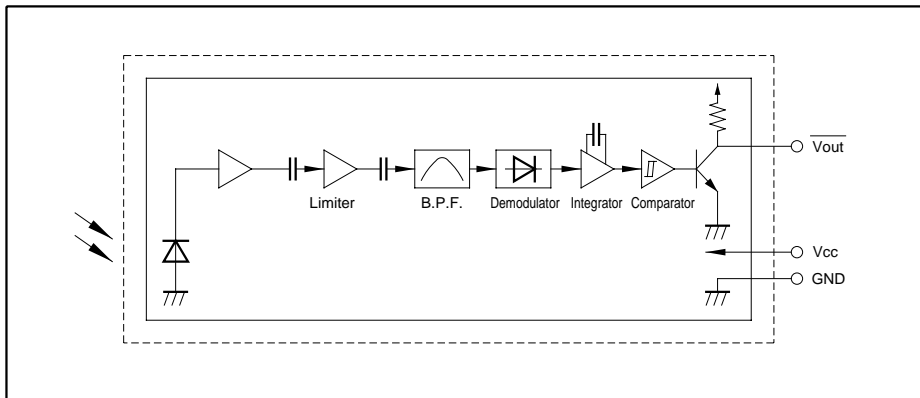 Limiter
B.P.F.
Demodulator
Integrator
Comparator
Vout
Vcc
GND